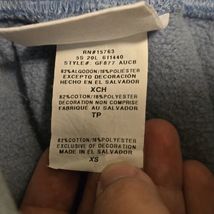 RN#15763
SS 20L 611440
STYLE# GF877 AUCB
82%ALGODON/18%POLIESTER
EXCEPTO DECORACION
HECHO EN EL SALVADOR
XCH
82%COTTON/18%POLYESTER
DECORATION NON COMPRISE
FABRIQUE AU SALVADOR
TP
82%COTTON/18%POLYESTER
EXCLUSIVE OF DECORATION
MADE IN EL SALVADOR
XS